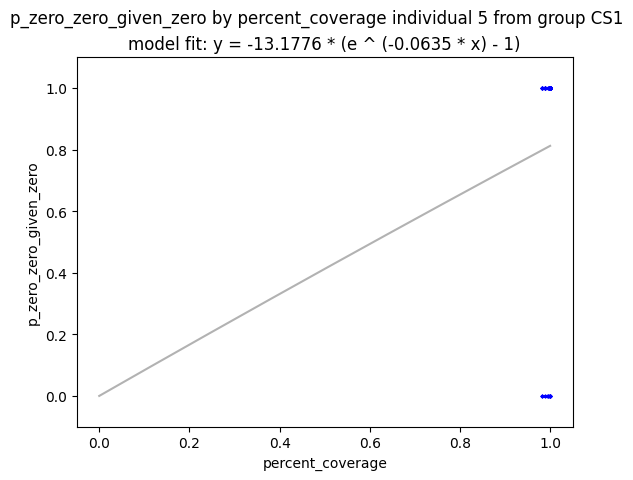 p_zero_zero_given_zero by percent_coverage individual 5 from group CS1
model fit: y = -13.1776 * (e ^ (-0.0635 * x) - 1)
1.0
0.8
0.6
0.4
0.2
0.0
p_zero_zero_given_zero
0.0 0.2 0.4 0.6 0.8 1.0
percent_coverage